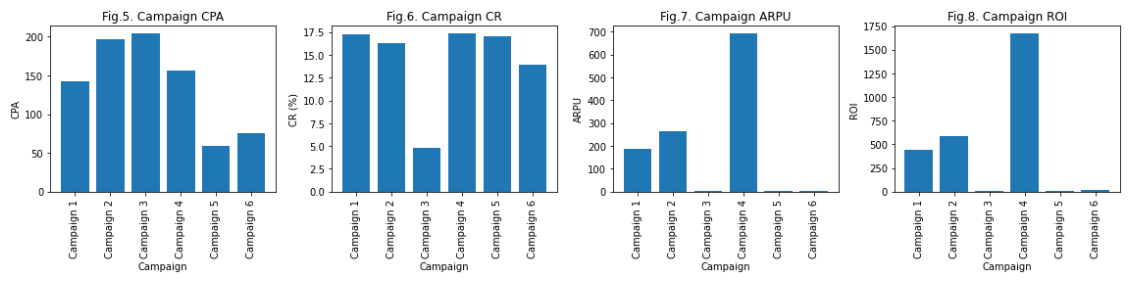 Fig.5. Campaign CPA
200
150
100
50
0
CPA
Campaign 1
Campaign 2
Campaign 3
Campaign 4
Campaign 5
Campaign 6
Campaign
Fig.6. Campaign CR
17.5
15.0
12.5
10.0
7.5
5.0
2.5
0.0
CR (%)
Campaign 1
Campaign 2
Campaign 3
Campaign 4
Campaign 5
Campaign 6
Campaign
Fig.7. Campaign ARPU
700
600
500
400
300
200
100
0
ARPU
Campaign 1
Campaign 2
Campaign 3
Campaign 4
Campaign 5
Campaign 6
Campaign
Fig.8. Campaign ROI
1750
1500
1250
1000
750
500
250
0
ROI
Campaign 1
Campaign 2
Campaign 3
Campaign 4
Campaign 5
Campaign 6
Campaign